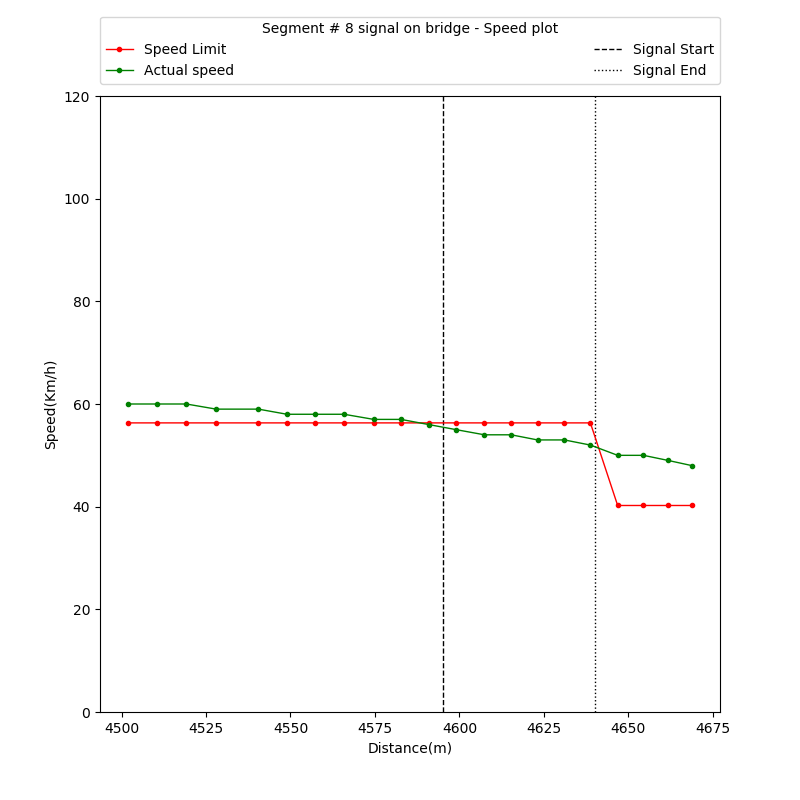 Segment # 8 signal on bridge - Speed plot
Speed Limit
Actual speed
Signal Start
Signal End
120
100
80
60
40
20
0
Speed(Km/h)
4500 4525 4550 4575 4600 4625 4650 4675
Distance(m)